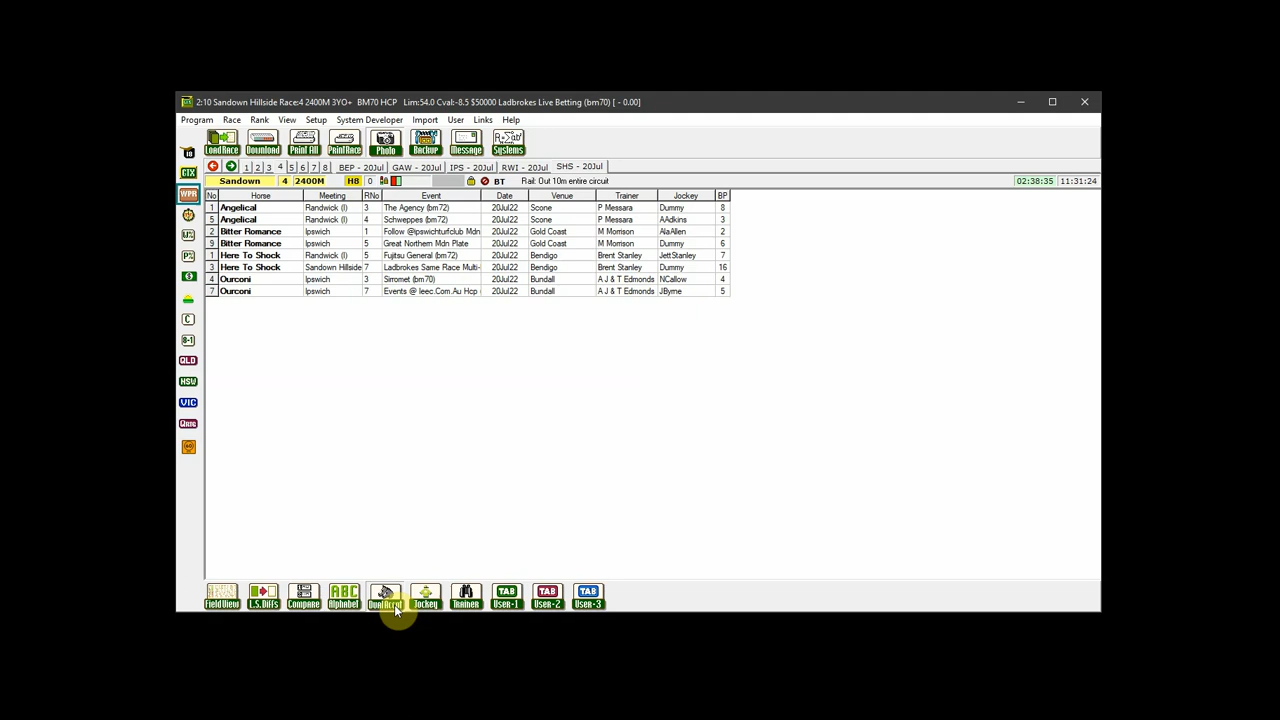 2:10 Sandown Hillside Race:4 2400M 3YO+ BM70 HCP Lim:54.0 Cval:-8.5 $50000 Ladbrokes Live Betting (bm70) [ - 0.00]
Program Race Rank View Setup System Developer Import User Links Help
LoadRace Download Print All PrintRace Photo Backup Message Systems
1 2 3 4 5 6 7 8 BEP - 20Jul GAW - 20Jul IPS - 20Jul RWI - 20Jul SHS - 20Jul
Sandown 4 2400M H8 0 BT Rail: Out 10m entire circuit 02:38:35 11:31:24
No Horse Meeting RNo Event Date Venue Trainer Jockey BP
1 Angelical Randwick (I) 3 The Agency (bm72) 20Jul22 Scone P Messara Dummy 8
5 Angelical Randwick (I) 4 Schweppes (bm72) 20Jul22 Scone P Messara AAdkins 3
2 Bitter Romance Ipswich 1 Follow @ipswichturfclub Mdn 20Jul22 Gold Coast M Morrison AlaAllen 2
9 Bitter Romance Ipswich 5 Great Northern Mdn Plate 20Jul22 Gold Coast M Morrison Dummy 6
1 Here To Shock Randwick (I) 5 Fujitsu General (bm72) 20Jul22 Bendigo Brent Stanley JettStanley 7
3 Here To Shock Sandown Hillside 7 Ladbrokes Same Race Multi- 20Jul22 Bendigo Brent Stanley Dummy 16
4 Ourconi Ipswich 3 Sirromet (bm70) 20Jul22 Bundall A J & T Edmonds NCallow 4
7 Ourconi Ipswich 7 Events @ Ieec.Com.Au Hcp ( 20Jul22 Bundall A J & T Edmonds JByrne 5
CTX
WPR
W%
P%
$
C
8-1
QLD
NSW
VIC
FieldView L.S.Diffs Compare Alphabet DualAccpt Jockey Trainer User-1 User-2 User-3
ABC TAB TAB TAB